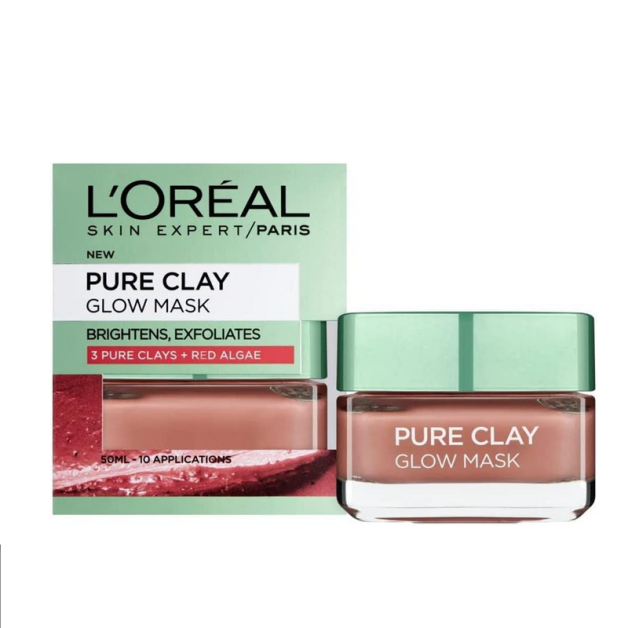 L'ORÉAL
SKIN EXPERT/PARIS
NEW
PURE CLAY
GLOW MASK
BRIGHTENS, EXFOLIATES
3 PURE CLAYS + RED ALGAE
50ML - 10 APPLICATIONS
PURE CLAY
GLOW MASK